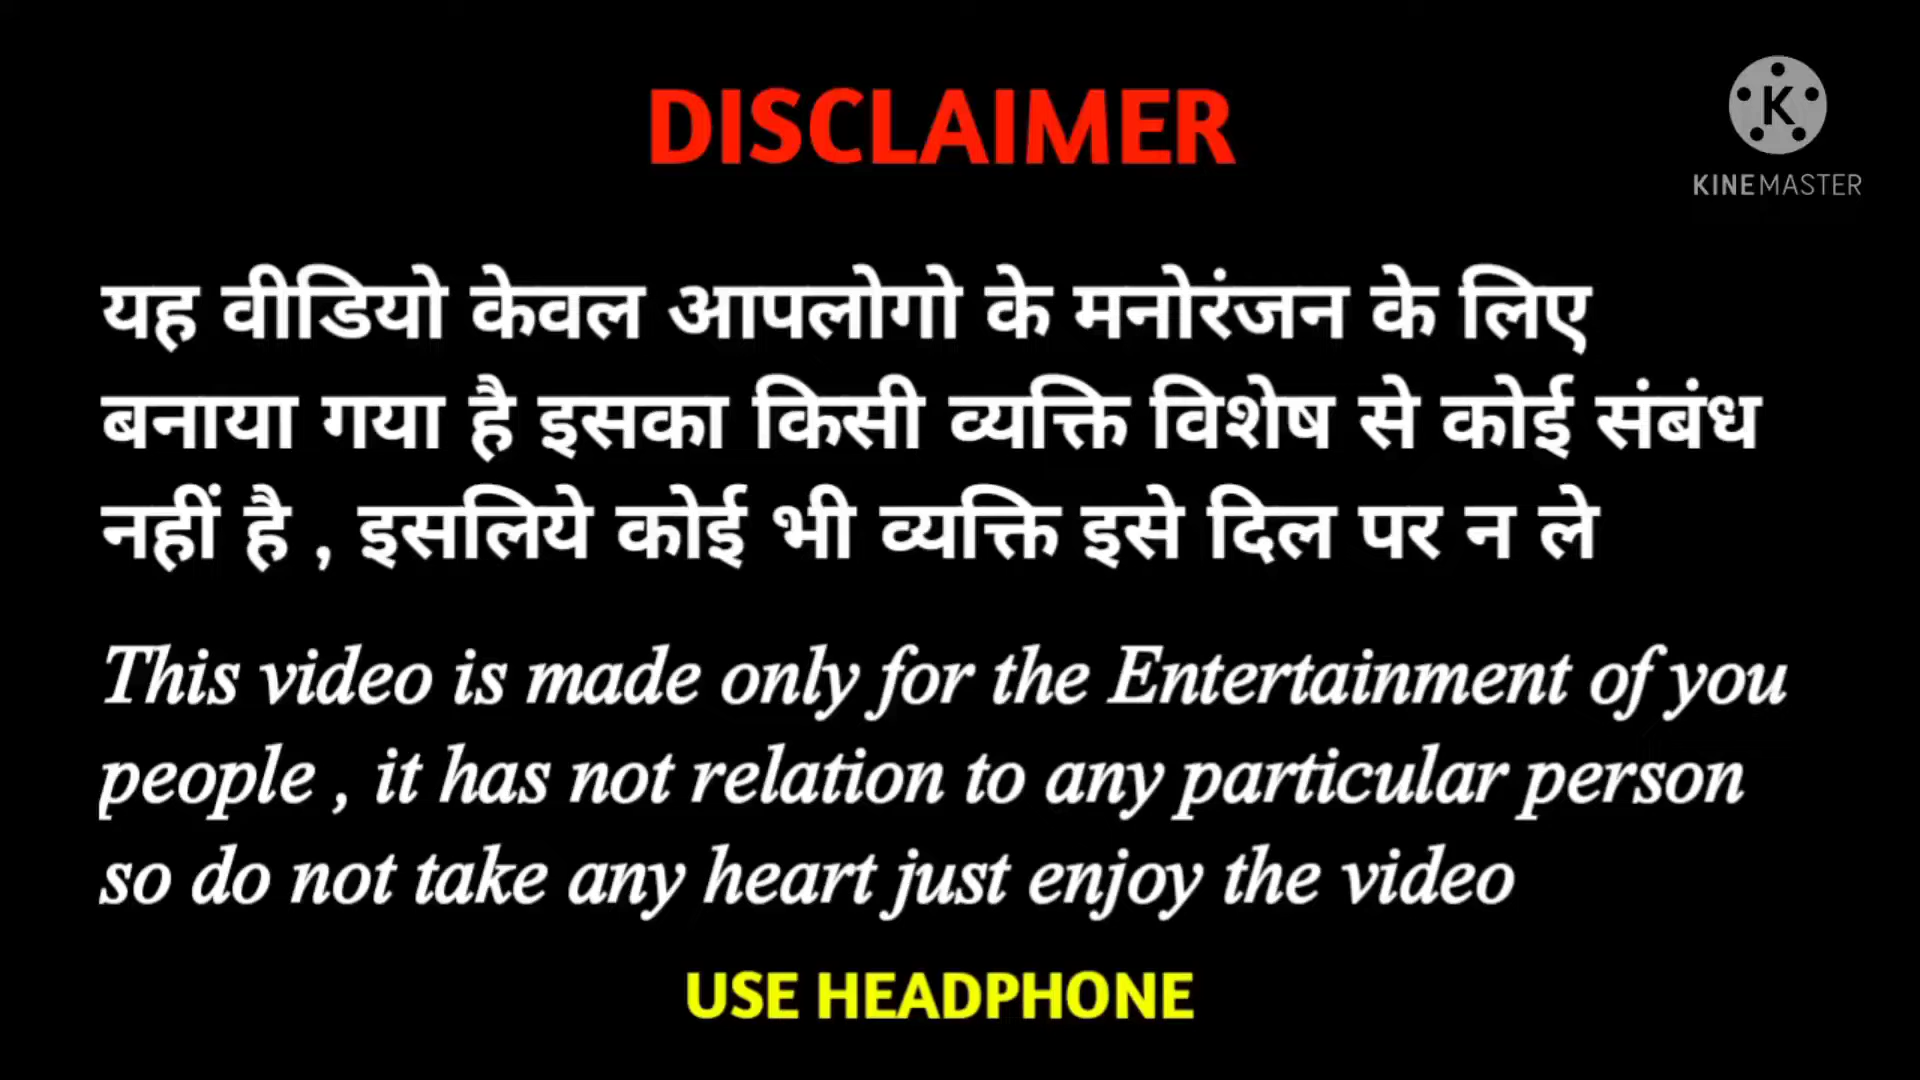 DISCLAIMER
K
KINEMASTER
यह वीडियो केवल आपलोगो के मनोरंजन के लिए
बनाया गया है इसका किसी व्यक्ति विशेष से कोई संबंध
नहीं है , इसलिये कोई भी व्यक्ति इसे दिल पर न ले
This video is made only for the Entertainment of you
people , it has not relation to any particular person
so do not take any heart just enjoy the video
USE HEADPHONE